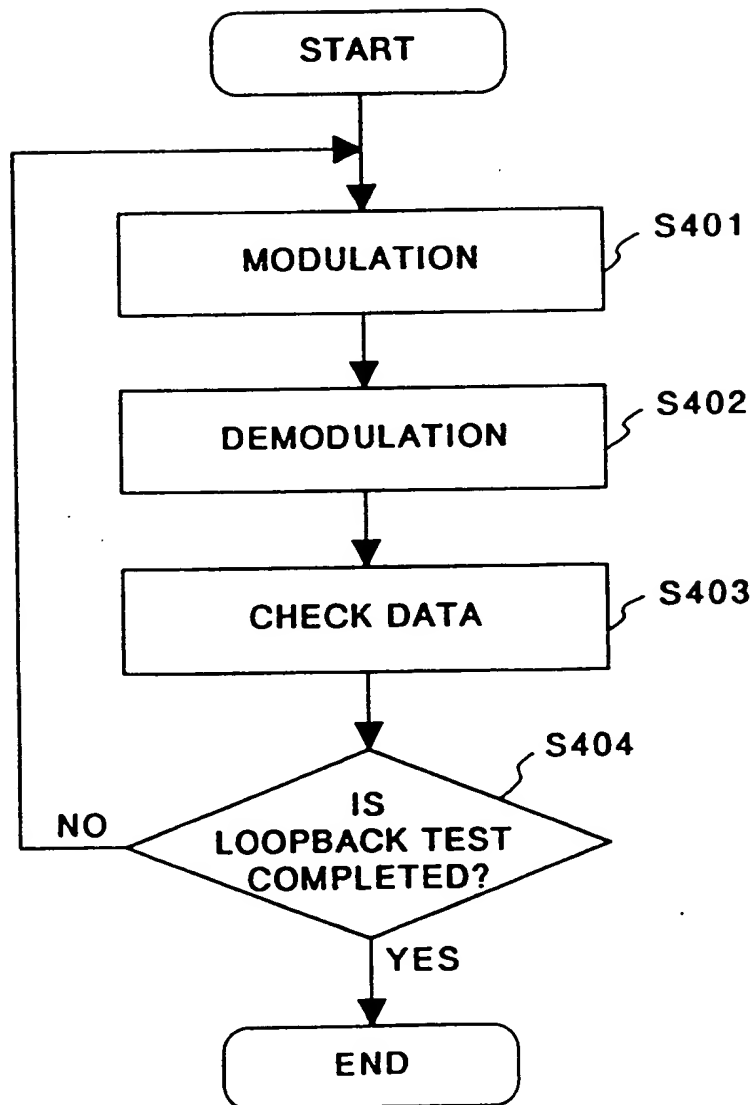 START
MODULATION
S401
DEMODULATION
S402
CHECK DATA
S403
S404
IS
LOOPBACK TEST
COMPLETED?
NO
YES
END